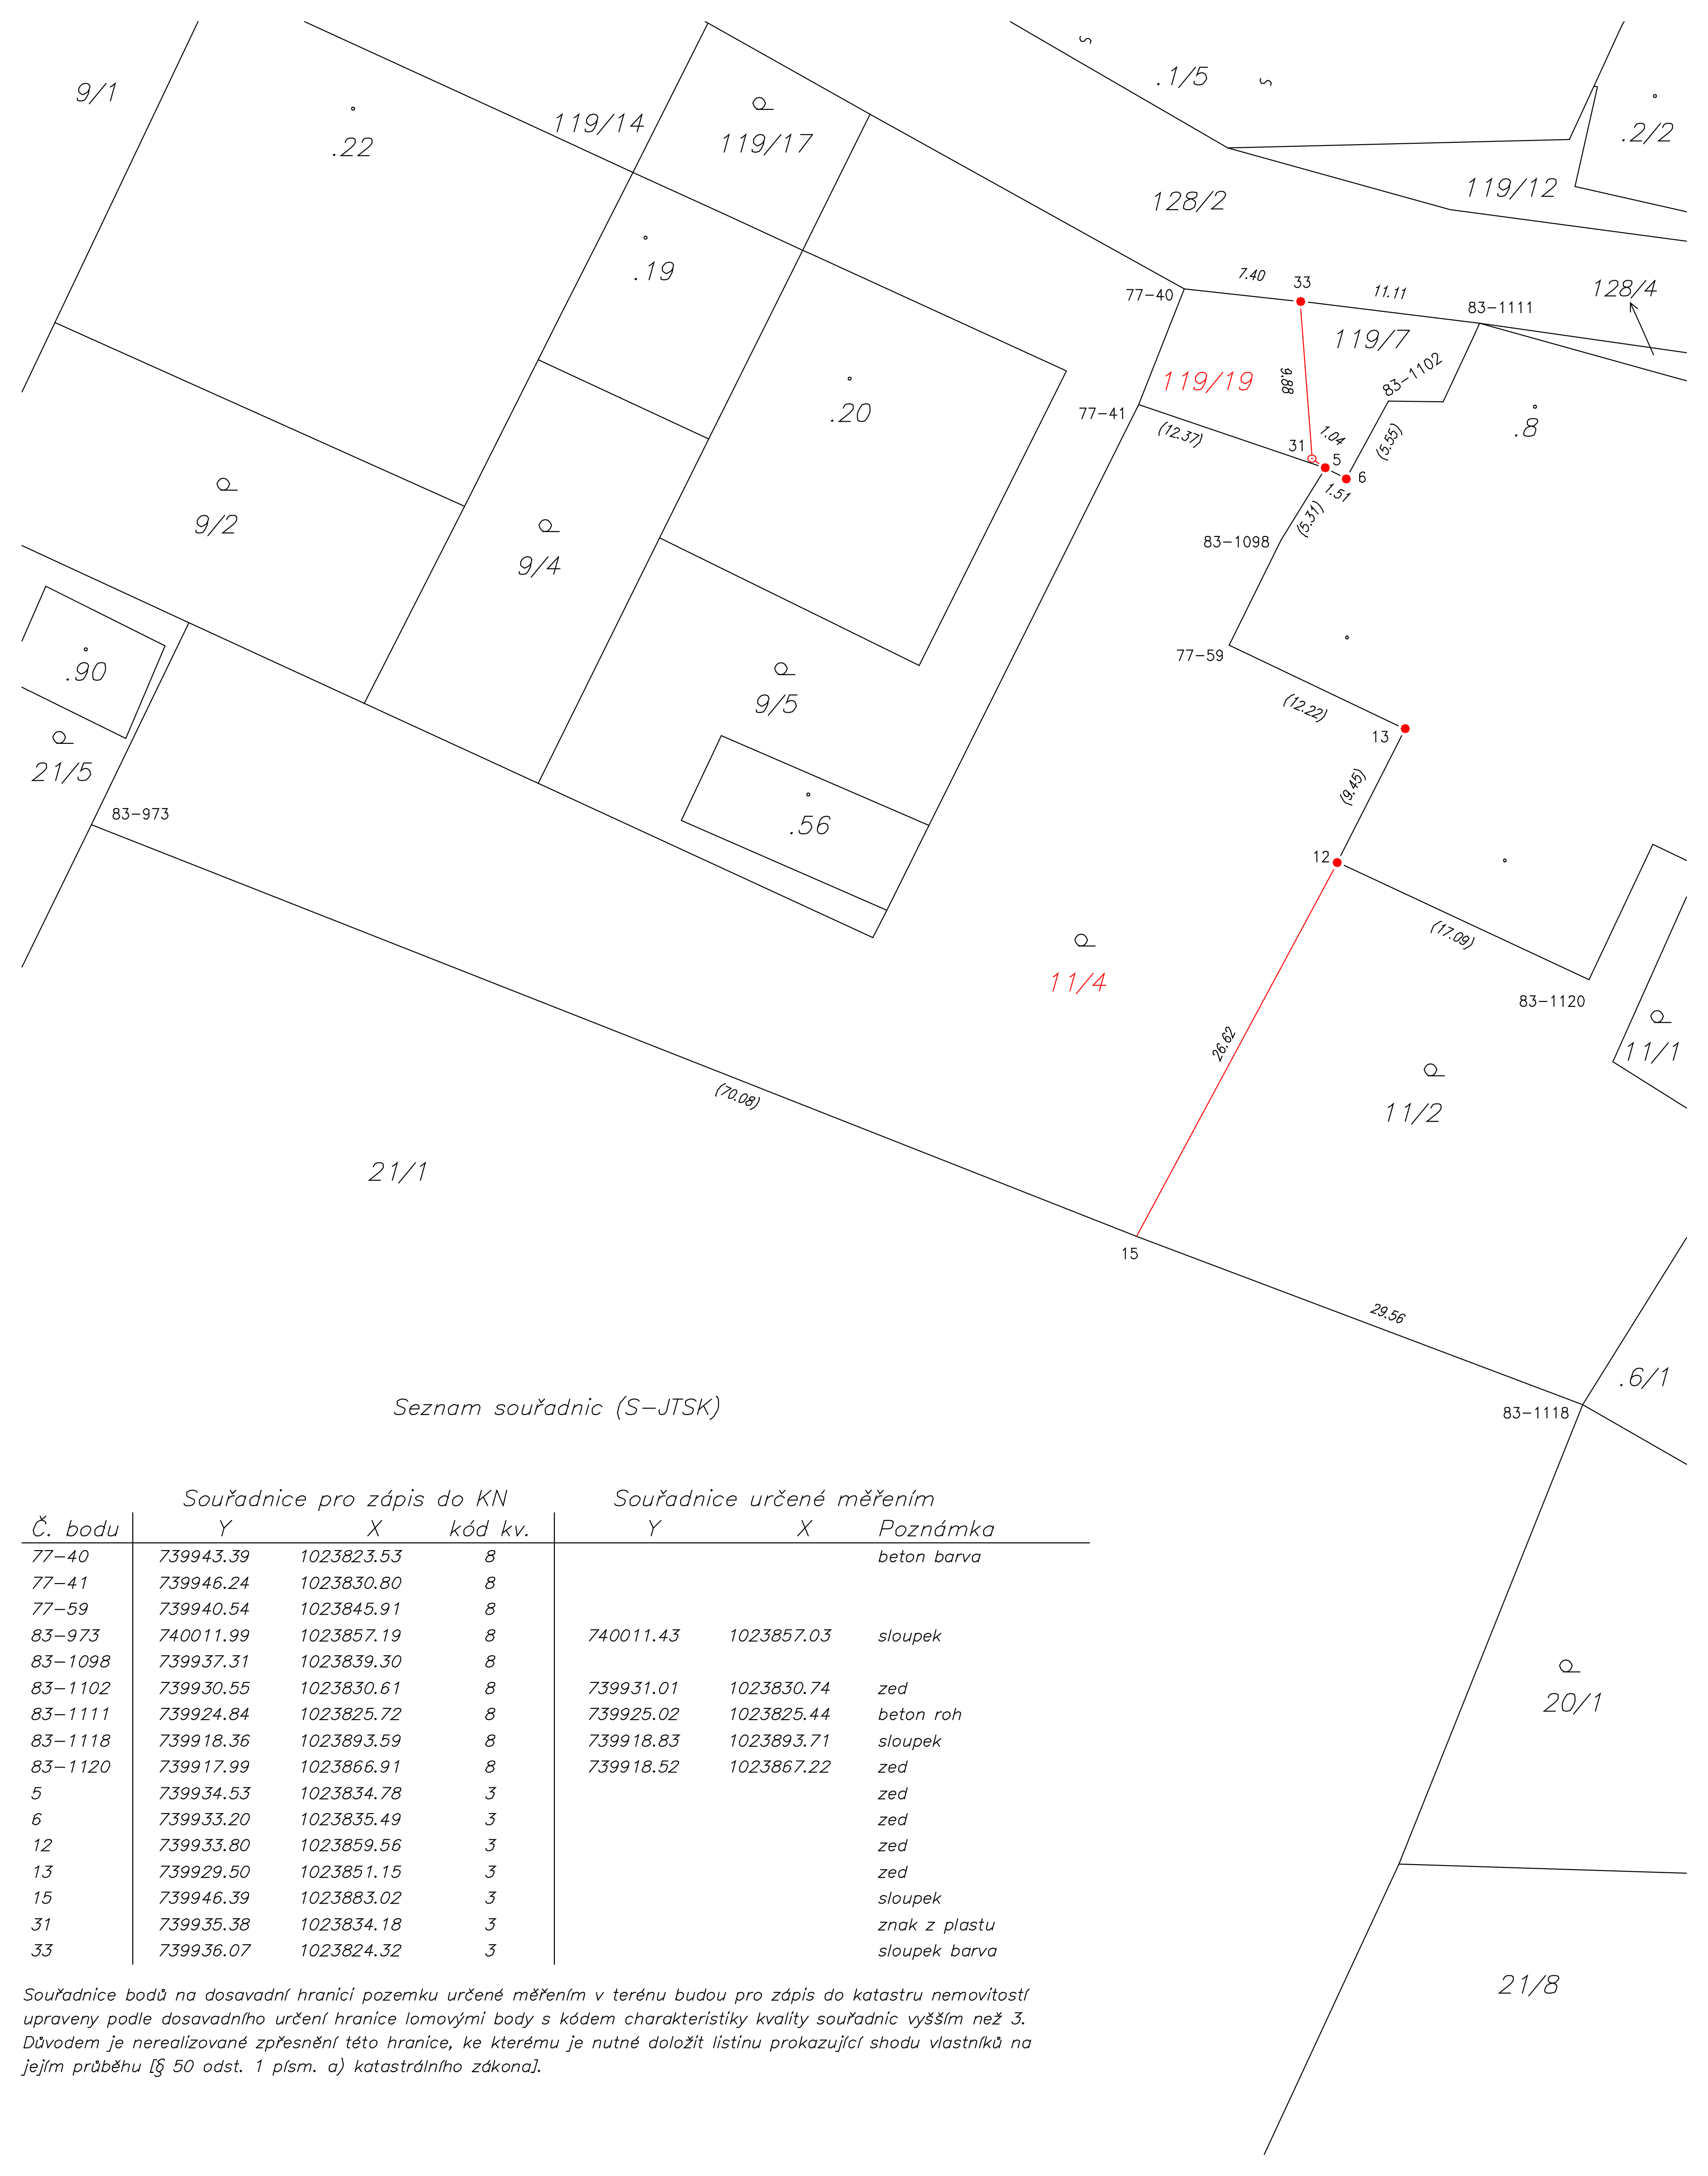 9/1
.22
119/14
119/17
.1/5
.2/2
128/2
119/12
.19
128/4
77-40
7.40
33
11.11
83-1111
119/7
83-1102
119/19
9.88
.20
77-41
(12.37)
31
1.04
5
6
(5.55)
1.51
(5.31)
.8
9/2
9/4
83-1098
77-59
.90
9/5
(12.22)
13
21/5
(9.45)
83-973
.56
12
(17.09)
11/4
83-1120
11/1
26.62
(70.08)
11/2
21/1
15
29.56
.6/1
83-1118
20/1
21/8
Seznam souřadnic (S-JTSK)
Souřadnice pro zápis do KN Souřadnice určené měřením
Č. bodu Y X kód kv. Y X Poznámka
77-40 739943.39 1023823.53 8 beton barva
77-41 739946.24 1023830.80 8
77-59 739940.54 1023845.91 8
83-973 740011.99 1023857.19 8 740011.43 1023857.03 sloupek
83-1098 739937.31 1023839.30 8
83-1102 739930.55 1023830.61 8 739931.01 1023830.74 zed
83-1111 739924.84 1023825.72 8 739925.02 1023825.44 beton roh
83-1118 739918.36 1023893.59 8 739918.83 1023893.71 sloupek
83-1120 739917.99 1023866.91 8 739918.52 1023867.22 zed
5 739934.53 1023834.78 3 zed
6 739933.20 1023835.49 3 zed
12 739933.80 1023859.56 3 zed
13 739929.50 1023851.15 3 zed
15 739946.39 1023883.02 3 sloupek
31 739935.38 1023834.18 3 znak z plastu
33 739936.07 1023824.32 3 sloupek barva
Souřadnice bodů na dosavadní hranici pozemku určené měřením v terénu budou pro zápis do katastru nemovitostí
upraveny podle dosavadního určení hranice lomovými body s kódem charakteristiky kvality souřadnic vyšším než 3.
Důvodem je nerealizované zpřesnění této hranice, ke kterému je nutné doložit listinu prokazující shodu vlastníků na
jejím průběhu [§ 50 odst. 1 písm. a) katastrálního zákona].